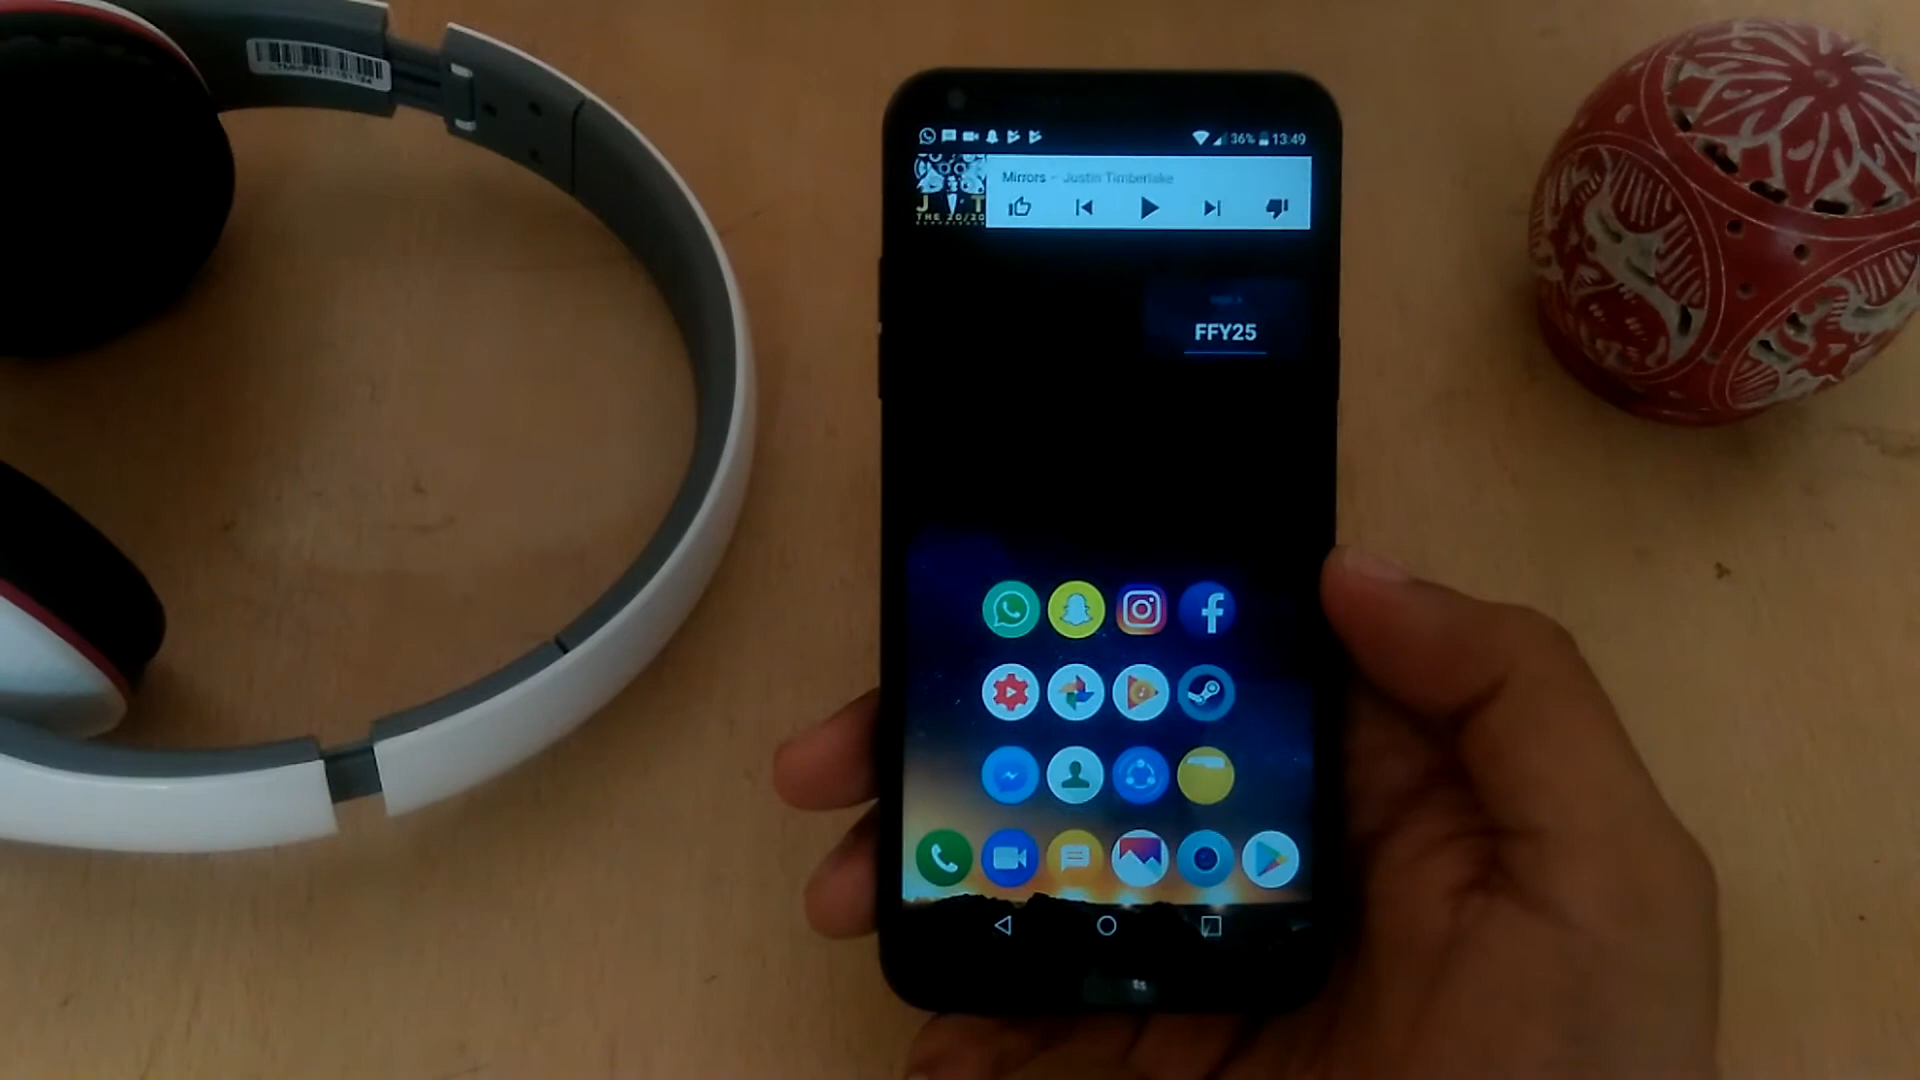 36% 13:49
Mirrors – Justin Timberlake
J T
THE 20/20
FFY25